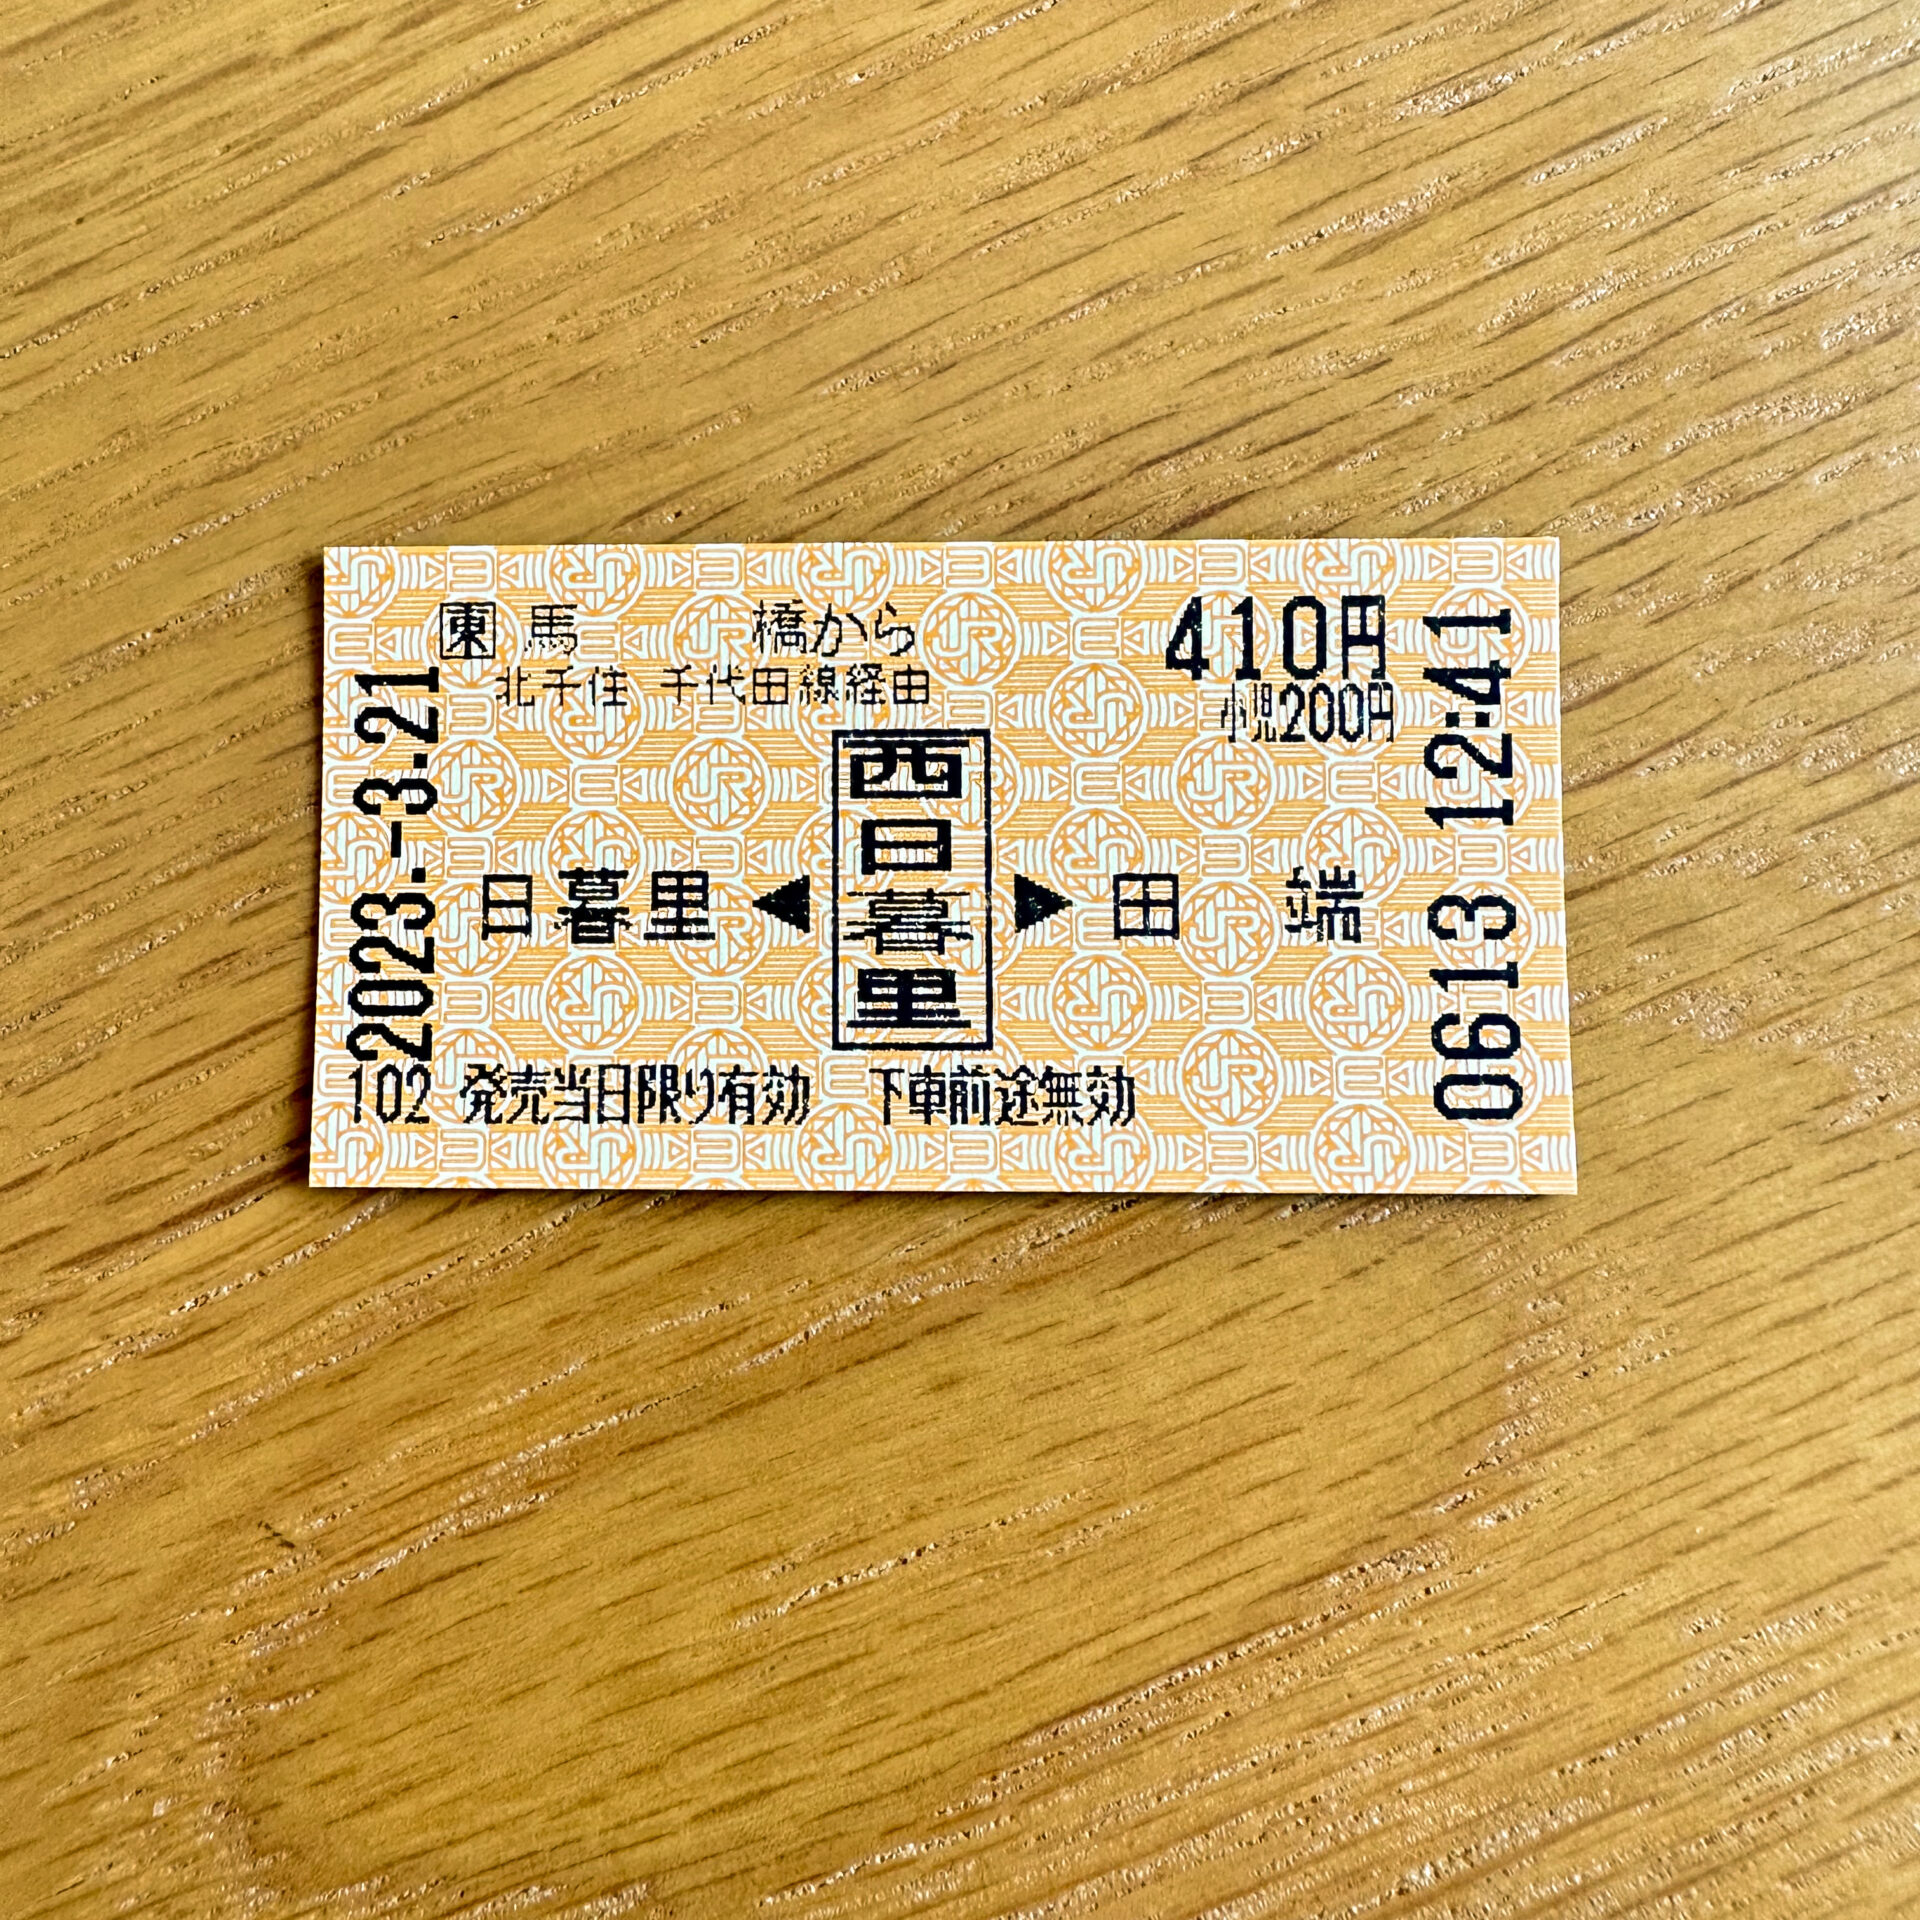 東 馬 橋から
北千住 千代田線経由
410円
小児200円
日暮里 ◀ 西日暮里 ▶ 田 端
2023.-3.21
0613 12:41
102 発売当日限り有効 下車前途無効